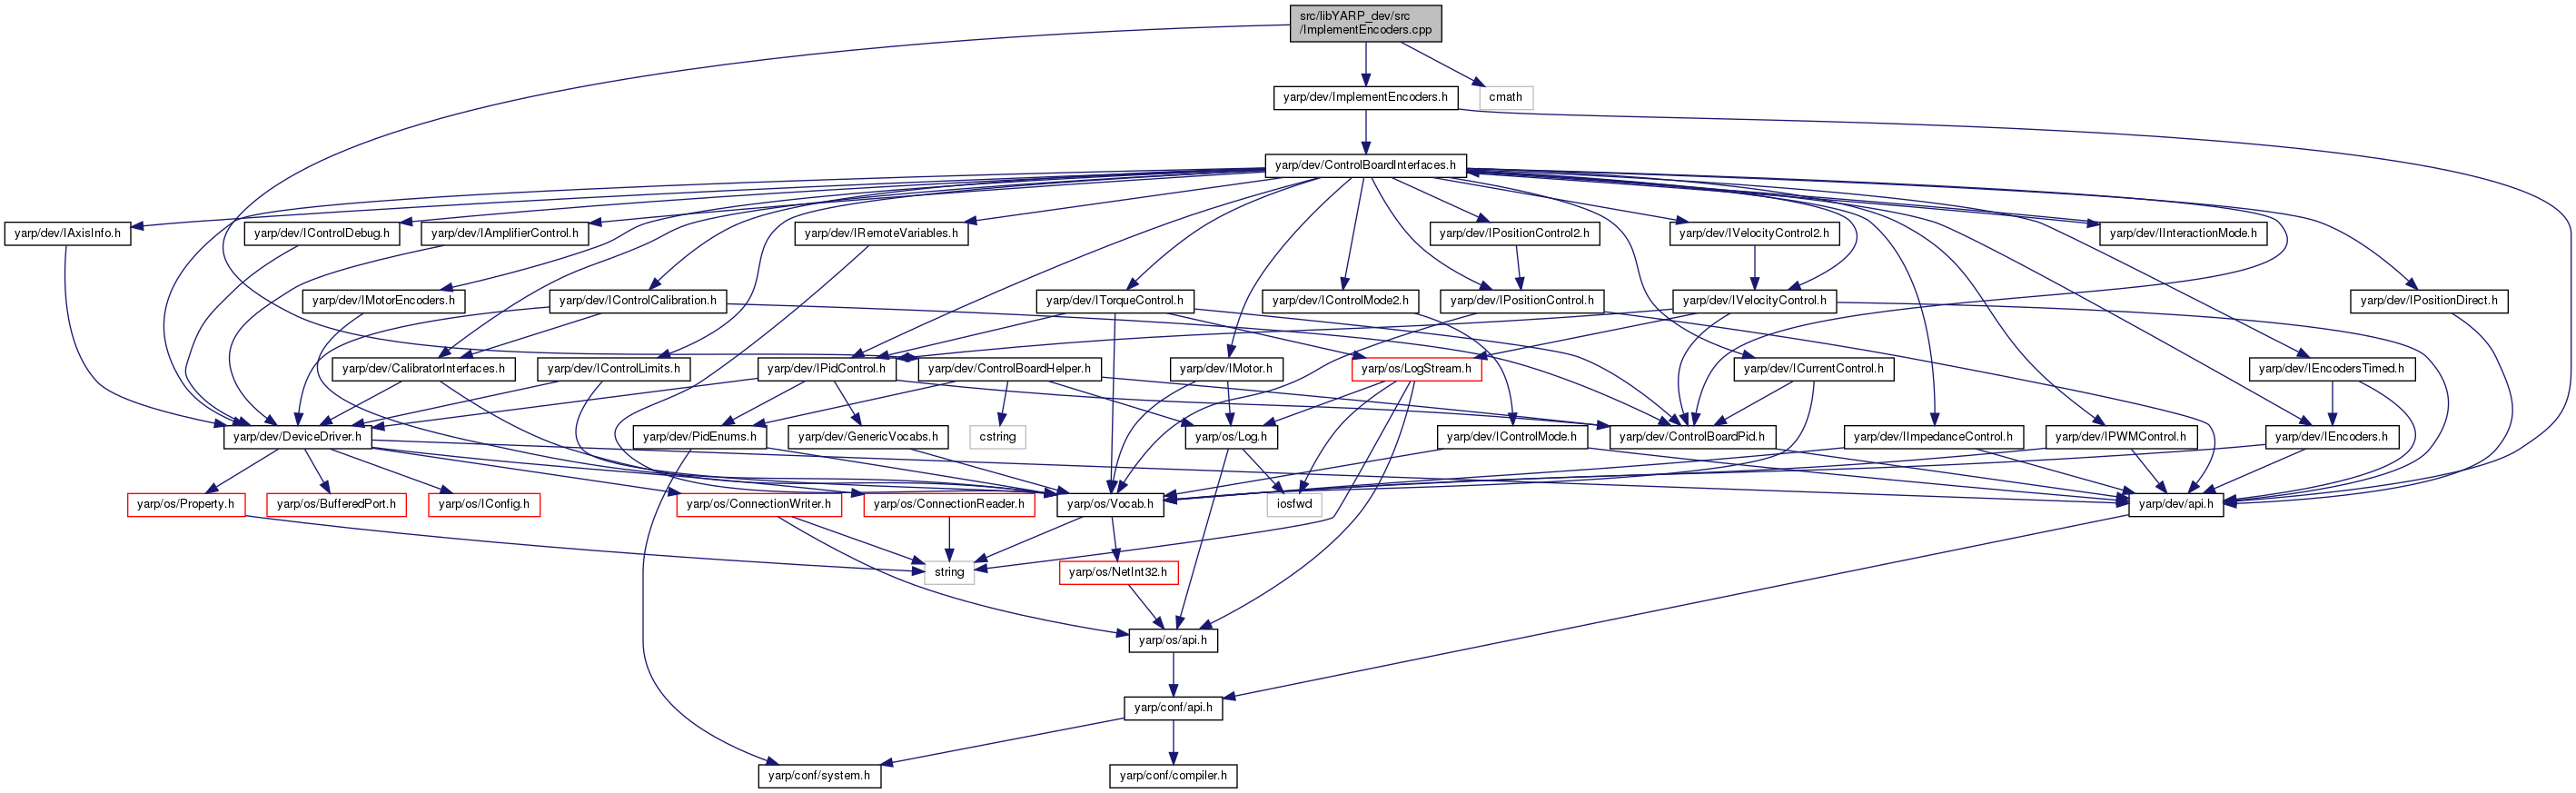 src/libYARP_dev/src
/ImplementEncoders.cpp
yarp/dev/ImplementEncoders.h
cmath
yarp/dev/ControlBoardInterfaces.h
yarp/dev/IAxisInfo.h
yarp/dev/IControlDebug.h
yarp/dev/IAmplifierControl.h
yarp/dev/IRemoteVariables.h
yarp/dev/IPositionControl2.h
yarp/dev/IVelocityControl2.h
yarp/dev/IInteractionMode.h
yarp/dev/IMotorEncoders.h
yarp/dev/IControlCalibration.h
yarp/dev/ITorqueControl.h
yarp/dev/IControlMode2.h
yarp/dev/IPositionControl.h
yarp/dev/IVelocityControl.h
yarp/dev/IPositionDirect.h
yarp/dev/CalibratorInterfaces.h
yarp/dev/IControlLimits.h
yarp/dev/IPidControl.h
yarp/dev/ControlBoardHelper.h
yarp/dev/IMotor.h
yarp/os/LogStream.h
yarp/dev/ICurrentControl.h
yarp/dev/IEncodersTimed.h
yarp/dev/DeviceDriver.h
yarp/dev/PidEnums.h
yarp/dev/GenericVocabs.h
cstring
yarp/os/Log.h
yarp/dev/IControlMode.h
yarp/dev/ControlBoardPid.h
yarp/dev/IImpedanceControl.h
yarp/dev/IPWMControl.h
yarp/dev/IEncoders.h
yarp/os/Property.h
yarp/os/BufferedPort.h
yarp/os/IConfig.h
yarp/os/ConnectionWriter.h
yarp/os/ConnectionReader.h
yarp/os/Vocab.h
iosfwd
yarp/dev/api.h
string
yarp/os/NetInt32.h
yarp/os/api.h
yarp/conf/api.h
yarp/conf/system.h
yarp/conf/compiler.h